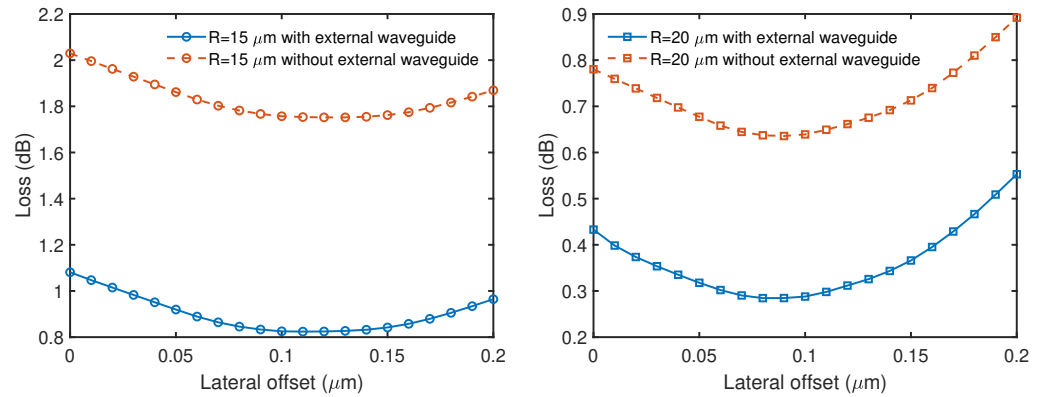 2.2
2
1.8
1.6
1.4
1.2
1
0.8
Loss (dB)
R=15 μm with external waveguide
R=15 μm without external waveguide
0 0.05 0.1 0.15 0.2
Lateral offset (μm)
0.9
0.8
0.7
0.6
0.5
0.4
0.3
0.2
Loss (dB)
R=20 μm with external waveguide
R=20 μm without external waveguide
0 0.05 0.1 0.15 0.2
Lateral offset (μm)